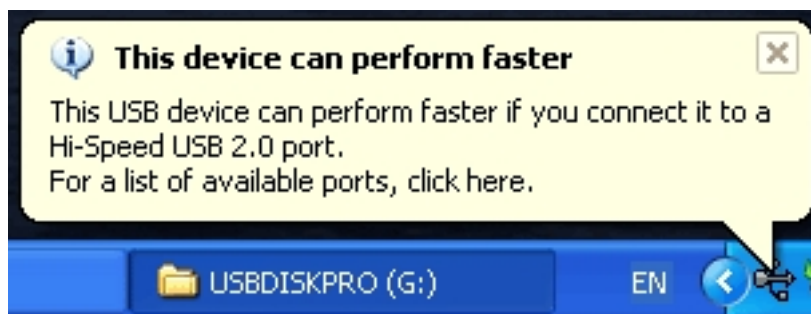 This device can perform faster
This USB device can perform faster if you connect it to a
Hi-Speed USB 2.0 port.
For a list of available ports, click here.
USBDISKPRO (G:)
EN